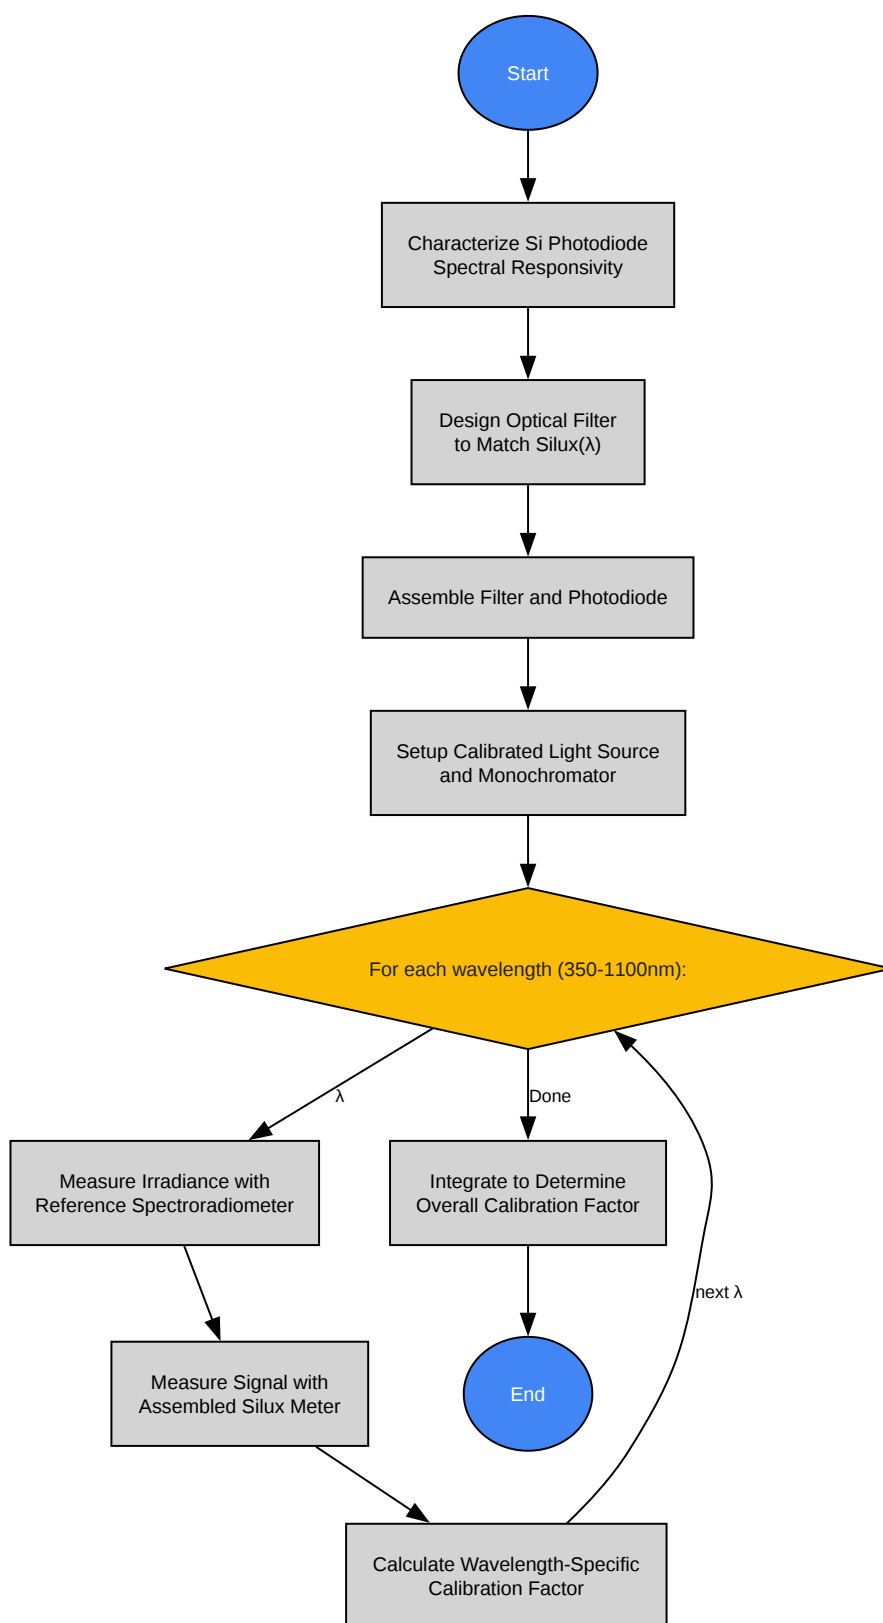 Start
Characterize Si Photodiode
Spectral Responsivity
Design Optical Filter
to Match Silux(λ)
Assemble Filter and Photodiode
Setup Calibrated Light Source
and Monochromator
For each wavelength (350-1100nm):
λ
Done
Measure Irradiance with
Reference Spectroradiometer
Integrate to Determine
Overall Calibration Factor
next λ
Measure Signal with
Assembled Silux Meter
End
Calculate Wavelength-Specific
Calibration Factor